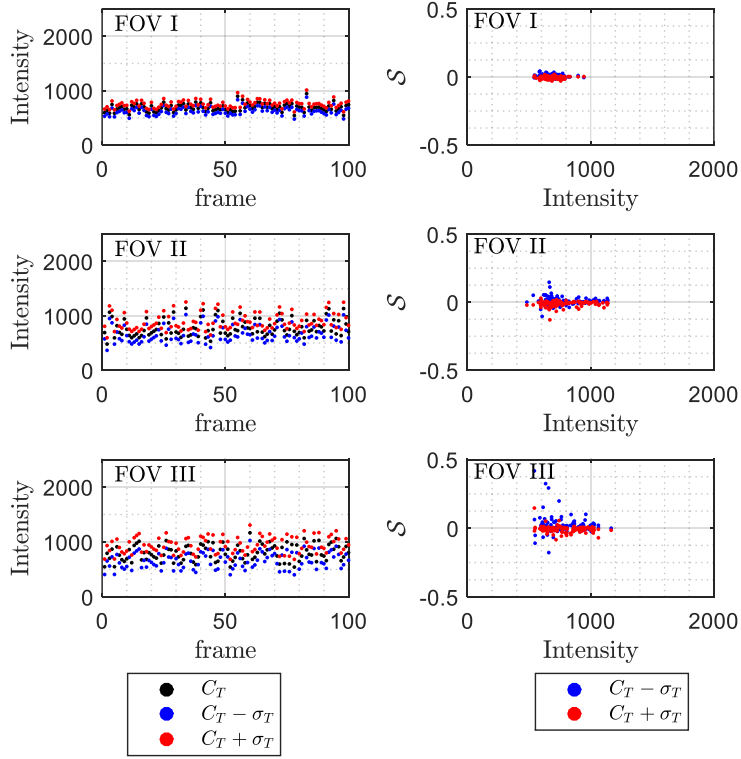 FOV I
2500
Intensity
1000
0
0
50
100
frame
FOV I
0.5
𝒮
0
-0.5
0
1000
2000
Intensity
FOV II
2500
Intensity
1000
0
0
50
100
frame
FOV II
0.5
𝒮
0
-0.5
0
1000
2000
Intensity
FOV III
2500
Intensity
1000
0
0
50
100
frame
FOV III
0.5
𝒮
0
-0.5
0
1000
2000
Intensity
C_T
C_T − σ_T
C_T + σ_T
C_T − σ_T
C_T + σ_T